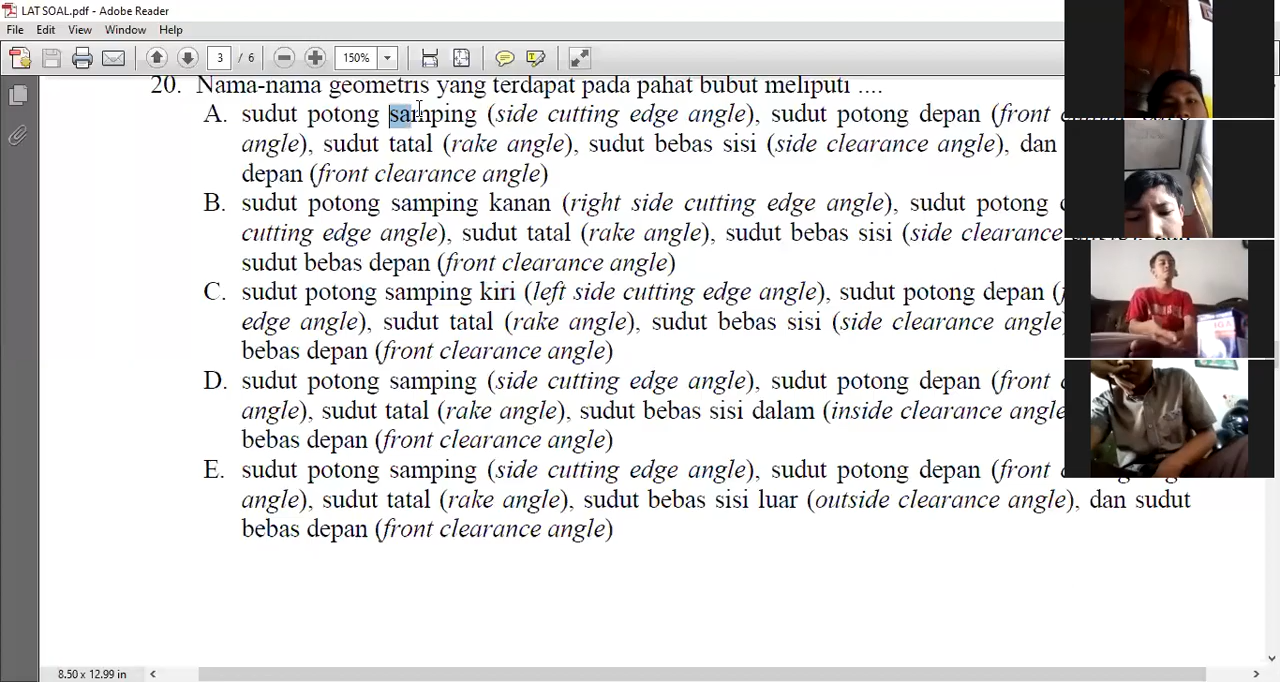 LAT SOAL.pdf - Adobe Reader
File Edit View Window Help
3 / 6 150%
20. Nama-nama geometris yang terdapat pada pahat bubut meliputi ....
A. sudut potong samping (side cutting edge angle), sudut potong depan (front
angle), sudut tatal (rake angle), sudut bebas sisi (side clearance angle), dan
depan (front clearance angle)
B. sudut potong samping kanan (right side cutting edge angle), sudut potong
cutting edge angle), sudut tatal (rake angle), sudut bebas sisi (side clearance
sudut bebas depan (front clearance angle)
C. sudut potong samping kiri (left side cutting edge angle), sudut potong depan (
edge angle), sudut tatal (rake angle), sudut bebas sisi (side clearance angle)
bebas depan (front clearance angle)
D. sudut potong samping (side cutting edge angle), sudut potong depan (front
angle), sudut tatal (rake angle), sudut bebas sisi dalam (inside clearance angle
bebas depan (front clearance angle)
E. sudut potong samping (side cutting edge angle), sudut potong depan (front
angle), sudut tatal (rake angle), sudut bebas sisi luar (outside clearance angle), dan sudut
bebas depan (front clearance angle)
8.50 x 12.99 in